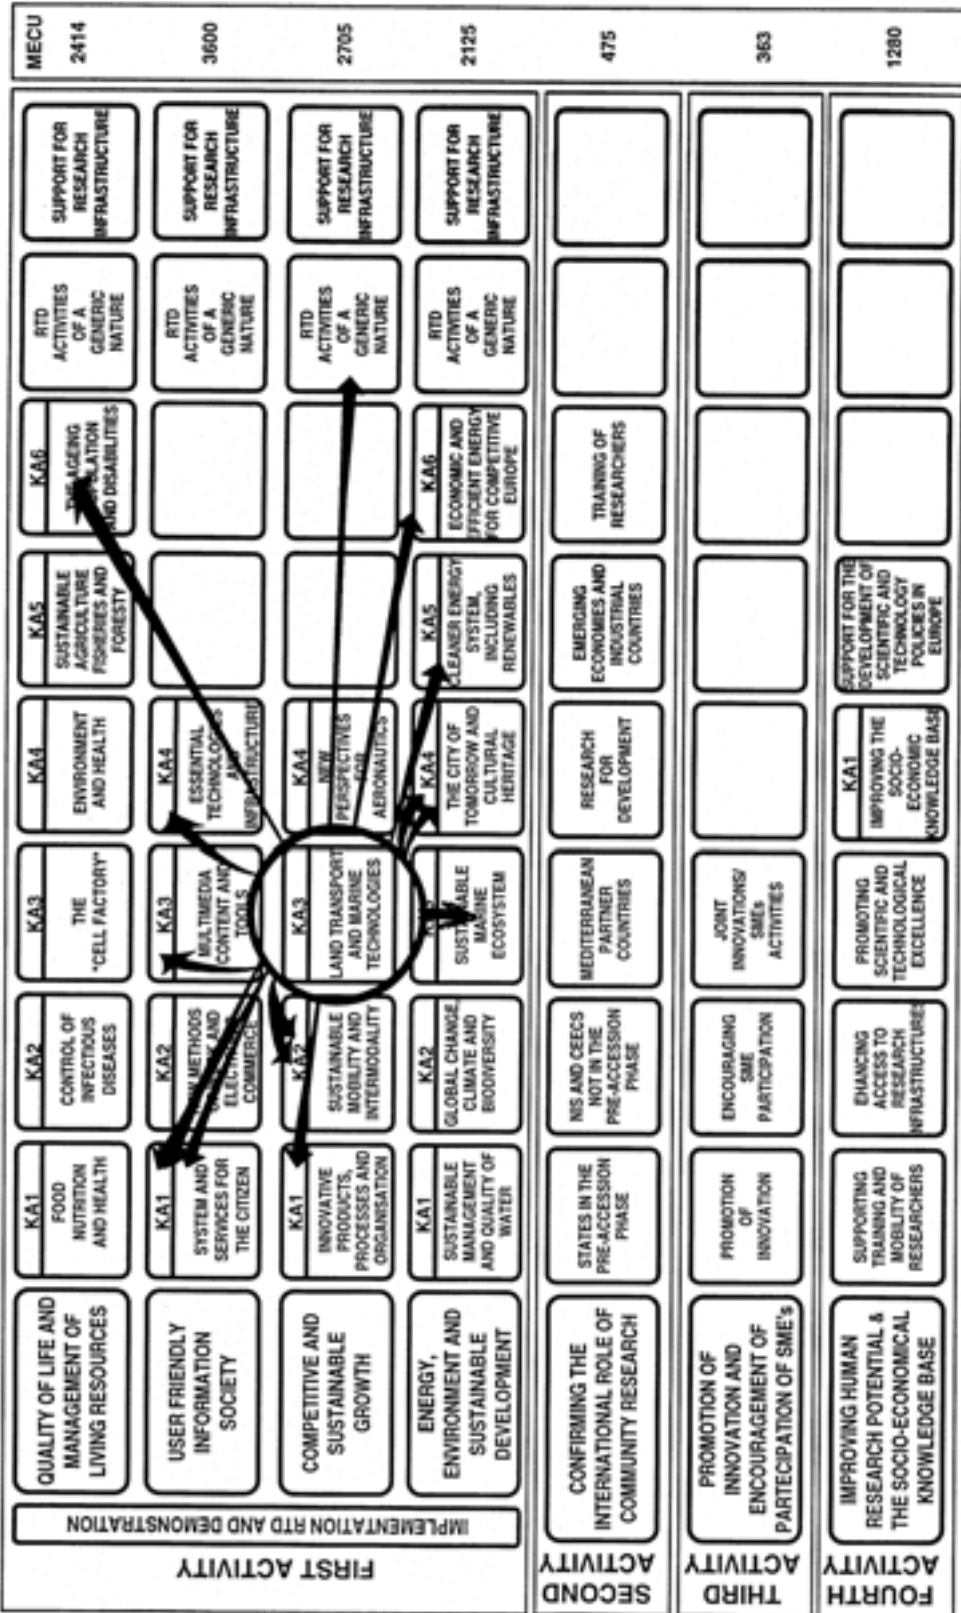 MECU
QUALITY OF LIFE AND
MANAGEMENT OF
LIVING RESOURCES
KA1
FOOD
NUTRITION
AND HEALTH
KA2
CONTROL OF
INFECTIOUS
DISEASES
KA3
THE
"CELL FACTORY"
KA4
ENVIRONMENT
AND HEALTH
KA5
SUSTAINABLE
AGRICULTURE
FISHERIES AND
FORESTY
KA6
AGEING
AND DISABILITIES
RTD
ACTIVITIES
OF A
GENERIC
NATURE
SUPPORT FOR
RESEARCH
INFRASTRUCTURE
2414
USER FRIENDLY
INFORMATION
SOCIETY
KA1
SYSTEM AND
SERVICES FOR
THE CITIZEN
KA2
METHODS
AND
COMMERCE
KA3
MULTIMEDIA
CONTENT AND
TOOLS
KA4
ESSENTIAL
TECHNOLOGIES
INFRASTRUCTURE
RTD
ACTIVITIES
OF A
GENERIC
NATURE
SUPPORT FOR
RESEARCH
INFRASTRUCTURE
3600
COMPETITIVE AND
SUSTAINABLE
GROWTH
KA1
INNOVATIVE
PRODUCTS,
PROCESSES AND
ORGANISATION
KA2
SUSTAINABLE
MOBILITY AND
INTERMODALITY
KA3
LAND TRANSPORT
AND MARINE
TECHNOLOGIES
KA4
NEW
PERSPECTIVES
FOR
AERONAUTICS
RTD
ACTIVITIES
OF A
GENERIC
NATURE
SUPPORT FOR
RESEARCH
INFRASTRUCTURE
2705
ENERGY,
ENVIRONMENT AND
SUSTAINABLE
DEVELOPMENT
KA1
SUSTAINABLE
MANAGEMENT
AND QUALITY OF
WATER
KA2
GLOBAL CHANGE,
CLIMATE AND
BIODIVERSITY
SUSTAINABLE
MARINE
ECOSYSTEM
KA4
THE CITY OF
TOMORROW AND
CULTURAL
HERITAGE
KA5
CLEANER ENERGY
SYSTEM,
INCLUDING
RENEWABLES
KA6
ECONOMIC AND
EFFICIENT ENERGY
FOR COMPETITIVE
EUROPE
RTD
ACTIVITIES
OF A
GENERIC
NATURE
SUPPORT FOR
RESEARCH
INFRASTRUCTURE
2125
IMPLEMENTATION RTD AND DEMONSTRATION
FIRST ACTIVITY
SECOND
ACTIVITY
CONFIRMING THE
INTERNATIONAL ROLE OF
COMMUNITY RESEARCH
STATES IN THE
PRE-ACCESSION
PHASE
NIS AND CEECS
NOT IN THE
PRE-ACCESSION
PHASE
MEDITERRANEAN
PARTNER
COUNTRIES
RESEARCH
FOR
DEVELOPMENT
EMERGING
ECONOMIES AND
INDUSTRIAL
COUNTRIES
TRAINING OF
RESEARCHERS
475
THIRD
ACTIVITY
PROMOTION OF
INNOVATION AND
ENCOURAGEMENT OF
PARTECIPATION OF SME's
PROMOTION
OF
INNOVATION
ENCOURAGING
SME
PARTICIPATION
JOINT
INNOVATIONS/
SMEs
ACTIVITIES
363
FOURTH
ACTIVITY
IMPROVING HUMAN
RESEARCH POTENTIAL &
THE SOCIO-ECONOMICAL
KNOWLEDGE BASE
SUPPORTING
TRAINING AND
MOBILITY OF
RESEARCHERS
EHANCING
ACCESS TO
RESEARCH
NFRASTRUCTURES
PROMOTING
SCIENTIFIC AND
TECHNOLOGICAL
EXCELLENCE
KA1
IMPROVING THE
SOCIO-
ECONOMIC
KNOWLEDGE BASE
SUPPORT FOR THE
DEVELOPMENT OF
SCIENTIFIC AND
TECHNOLOGY
POLICIES IN
EUROPE
1280